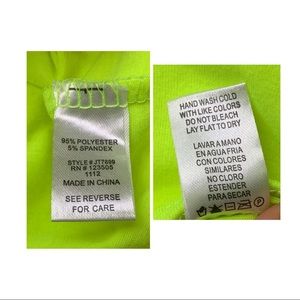 95% POLYESTER
5% SPANDEX
STYLE # JT7699
RN # 123505
1112
MADE IN CHINA
SEE REVERSE
FOR CARE
HAND WASH COLD
WITH LIKE COLORS
DO NOT BLEACH
LAY FLAT TO DRY
LAVAR A MANO
EN AGUA FRIA
CON COLORES
SIMILARES
NO CLORO
ESTENDER
PARA SECAR